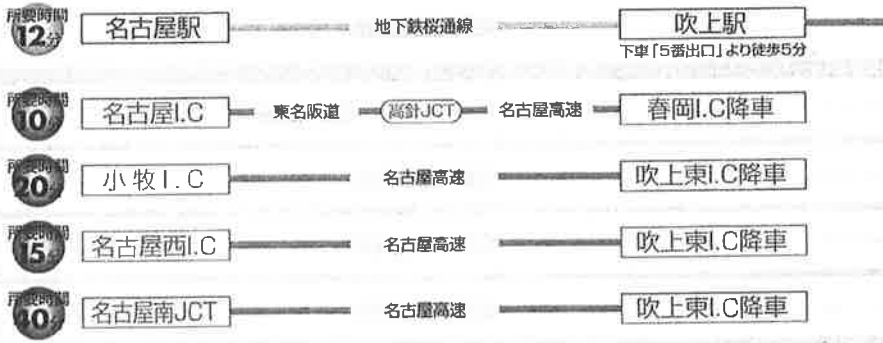 所要時間 12分 名古屋駅 地下鉄桜通線 吹上駅
下車「5番出口」より徒歩5分
所要時間 10分 名古屋I.C 東名阪道 高針JCT 名古屋高速 春岡I.C降車
所要時間 20分 小牧I.C 名古屋高速 吹上東I.C降車
所要時間 15分 名古屋西I.C 名古屋高速 吹上東I.C降車
所要時間 分 名古屋南JCT 名古屋高速 吹上東I.C降車